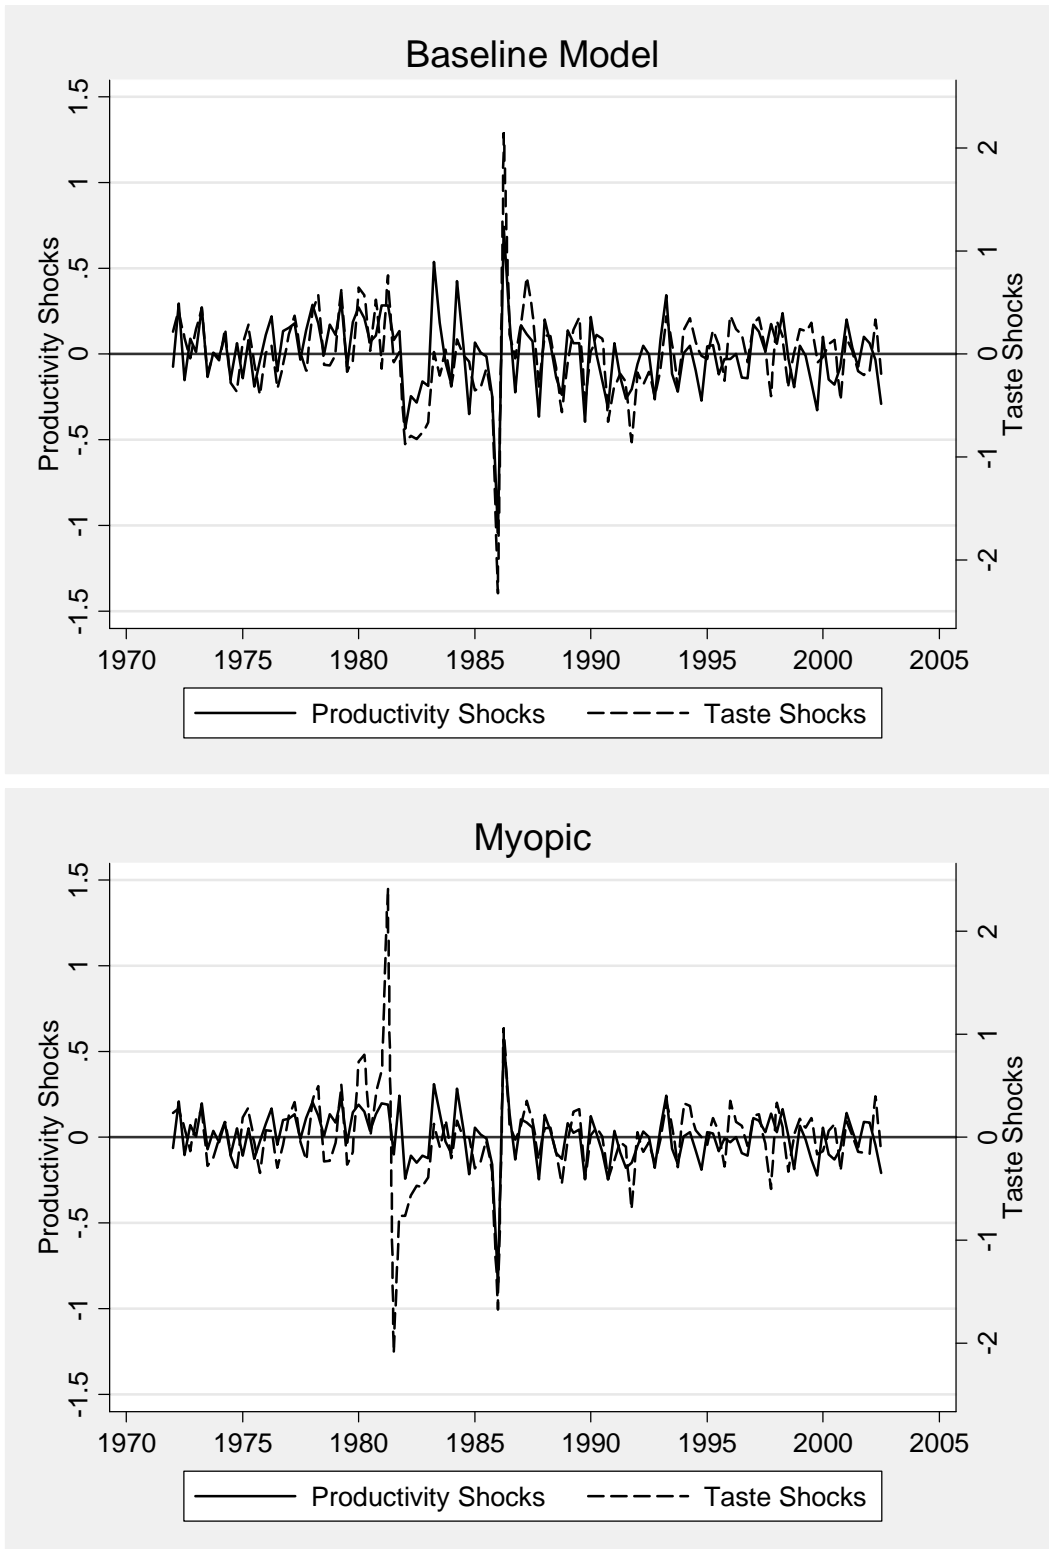 Baseline Model
1.5
1
.5
0
-.5
-1
-1.5
Productivity Shocks
2
1
0
-1
-2
Taste Shocks
1970 1975 1980 1985 1990 1995 2000 2005
Productivity Shocks Taste Shocks
Myopic
1.5
1
.5
0
-.5
-1
-1.5
Productivity Shocks
2
1
0
-1
-2
Taste Shocks
1970 1975 1980 1985 1990 1995 2000 2005
Productivity Shocks Taste Shocks